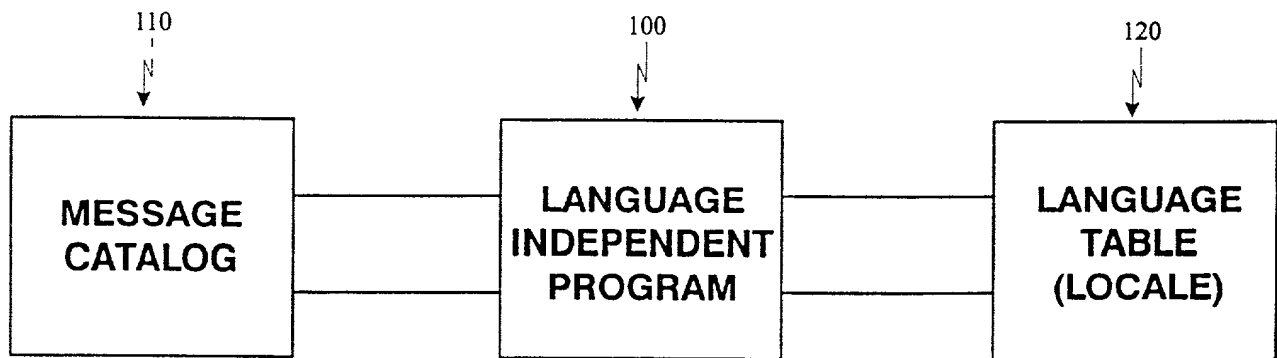 110
100
120
MESSAGE
CATALOG
LANGUAGE
INDEPENDENT
PROGRAM
LANGUAGE
TABLE
(LOCALE)